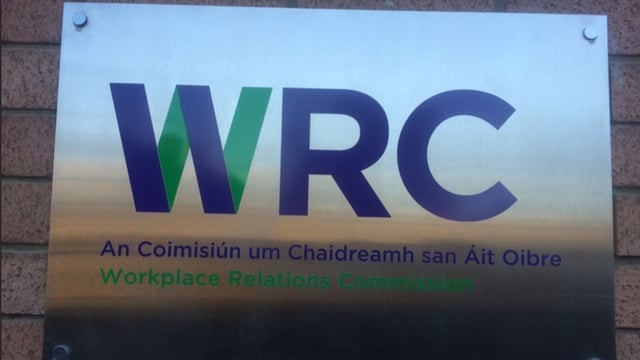 WRC
An Coimisiún um Chaidreamh san Áit Oibre
Workplace Relations Commission